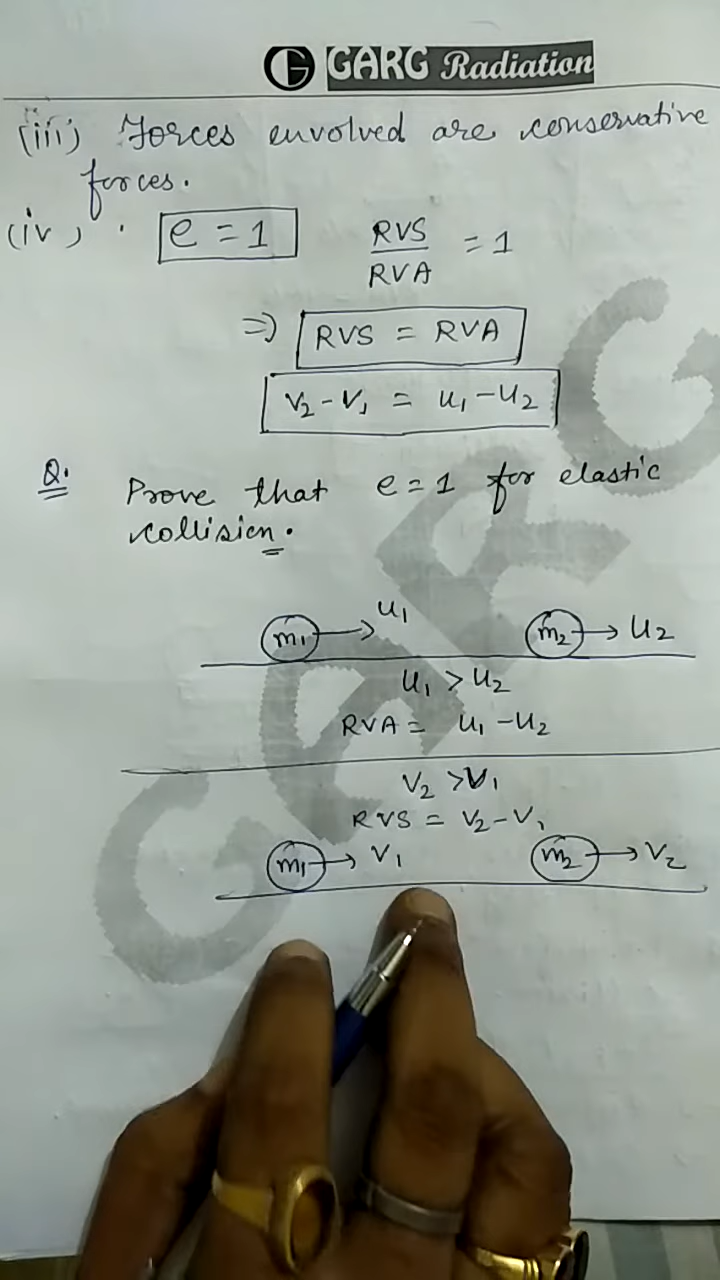 G GARG Radiation
(iii) Forces envolved are conservative
forces.
(iv) . e = 1 RVS/RVA = 1
=> RVS = RVA
V₂ - V₁ = u₁ - u₂
Q. Prove that e = 1 for elastic
collision.
m₁ → u₁ m₂ → u₂
u₁ > u₂
RVA = u₁ - u₂
V₂ > V₁
RVS = V₂ - V₁
m₁ → V₁ m₂ → V₂
GARG